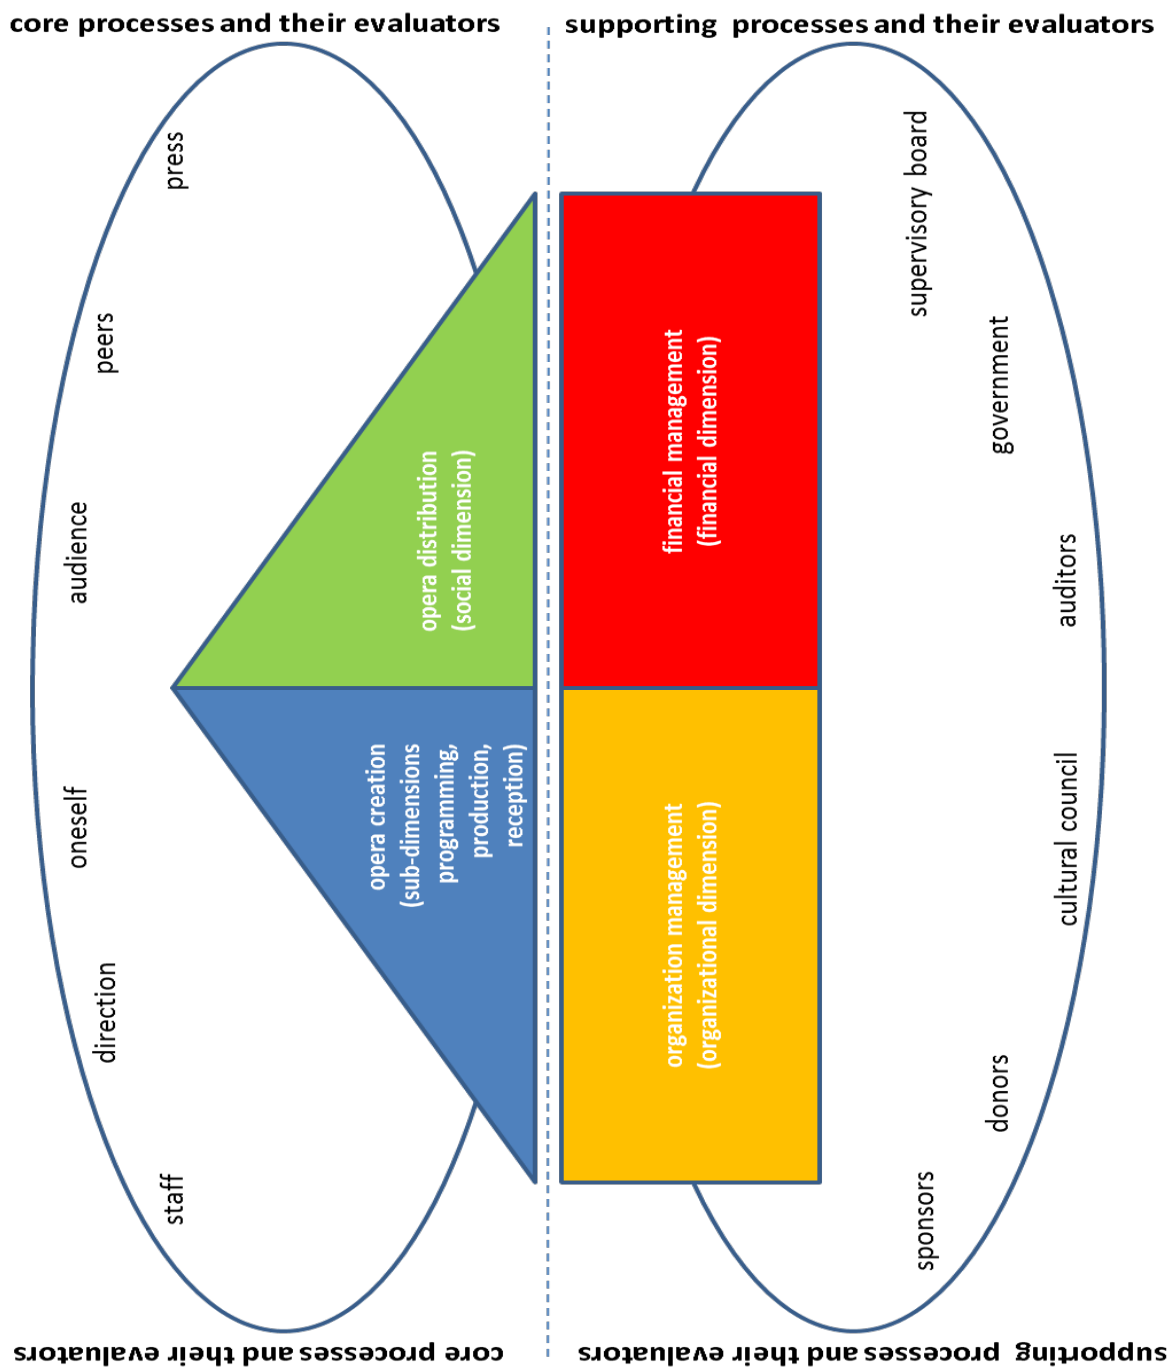 core processes and their evaluators
supporting processes and their evaluators
press
peers
audience
oneself
direction
staff
opera distribution
(social dimension)
opera creation
(sub-dimensions
programming,
production,
reception)
financial management
(financial dimension)
organization management
(organizational dimension)
supervisory board
government
auditors
cultural council
donors
sponsors
core processes and their evaluators
supporting processes and their evaluators